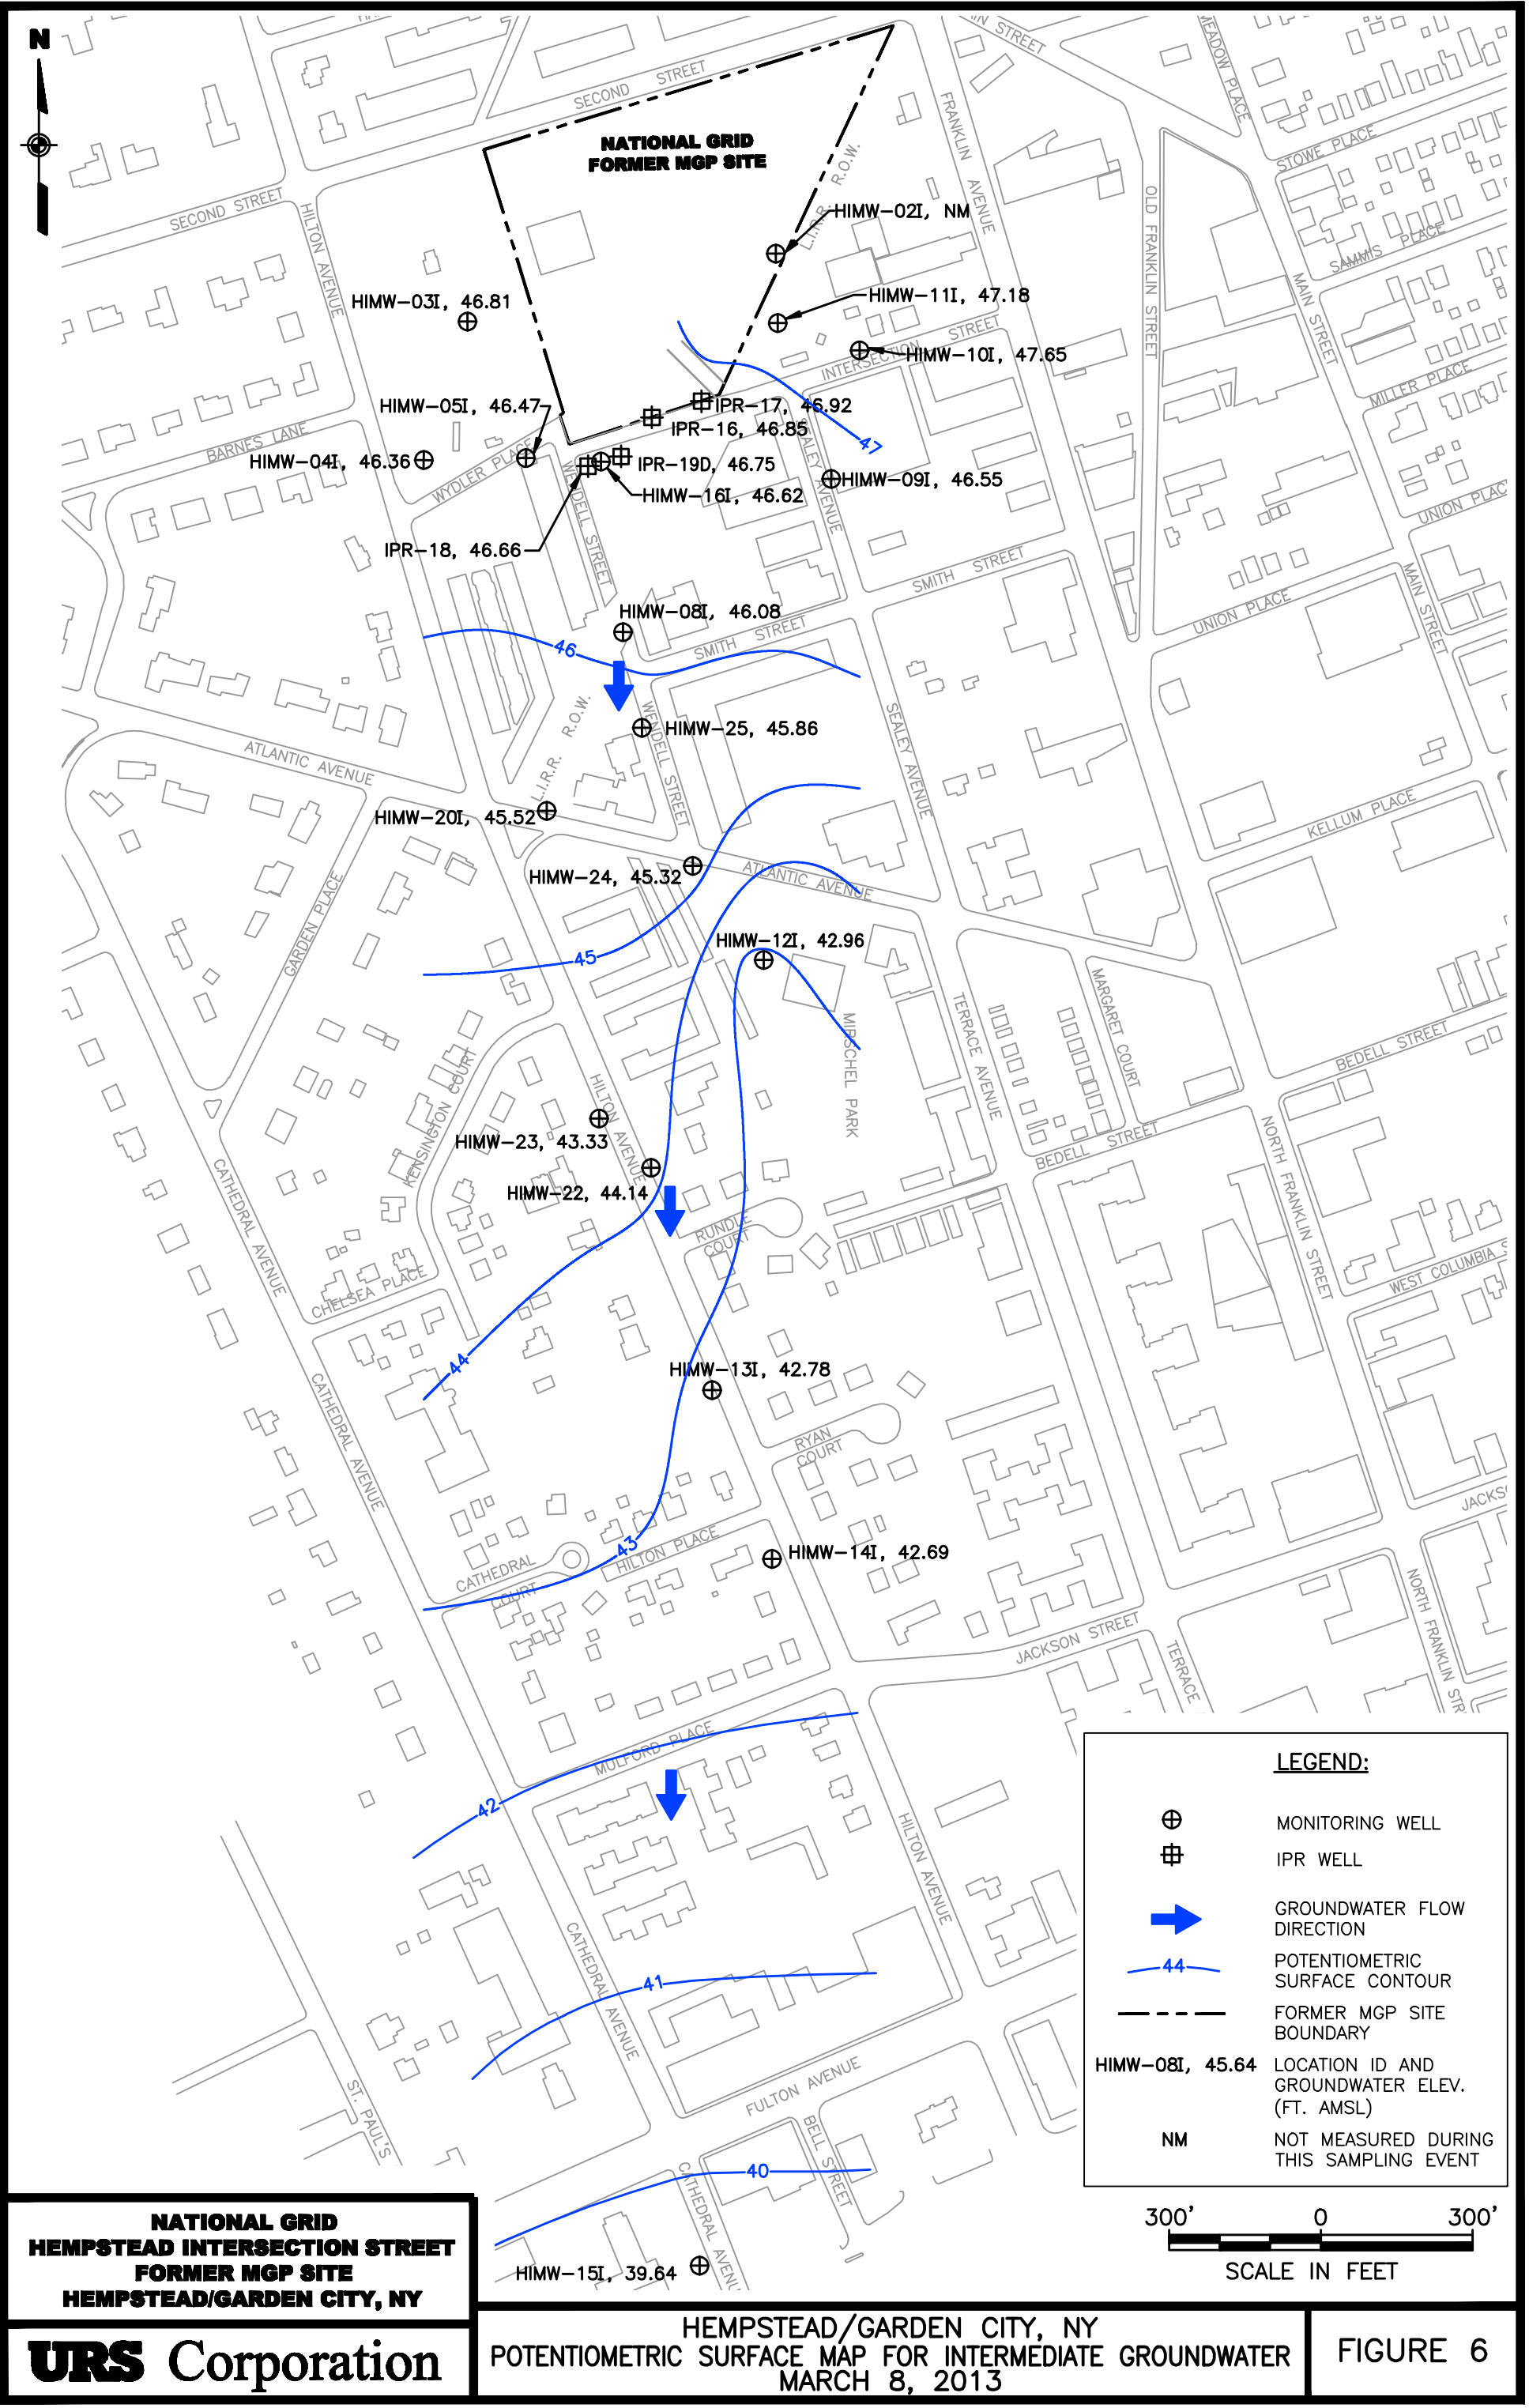 N
IN STREET
MEADOW PLACE
SECOND STREET
NATIONAL GRID
FORMER MGP SITE
FRANKLIN AVENUE
STOWE PLACE
L.I.R.R. R.O.W.
SECOND STREET
HILTON AVENUE
HIMW-02I, NM
OLD FRANKLIN STREET
SAMMIS PLACE
MAIN STREET
HIMW-03I, 46.81
HIMW-11I, 47.18
INTERSECTION STREET
HIMW-10I, 47.65
MILLER PLACE
HIMW-05I, 46.47
IPR-17, 46.92
IPR-16, 46.85
47
BARNES LANE
HIMW-04I, 46.36
WYDLER PLACE
IPR-19D, 46.75
HIMW-16I, 46.62
SEALEY AVENUE
HIMW-09I, 46.55
UNION PLAC
WENDELL STREET
IPR-18, 46.66
SMITH STREET
MAIN STREET
UNION PLACE
HIMW-08I, 46.08
SMITH STREET
46
WENDELL STREET
L.I.R.R. R.O.W.
HIMW-25, 45.86
SEALEY AVENUE
ATLANTIC AVENUE
HIMW-20I, 45.52
KELLUM PLACE
HIMW-24, 45.32
ATLANTIC AVENUE
GARDEN PLACE
45
HIMW-12I, 42.96
MARGARET COURT
TERRACE AVENUE
MIRSCHEL PARK
BEDELL STREET
KENSINGTON COURT
HILTON AVENUE
HIMW-23, 43.33
BEDELL STREET
NORTH FRANKLIN STREET
CATHEDRAL AVENUE
HIMW-22, 44.14
RUNDLE
COURT
CHELSEA PLACE
WEST COLUMBIA S
44
HIMW-13I, 42.78
CATHEDRAL AVENUE
RYAN
COURT
JACKSO
43
HILTON PLACE
HIMW-14I, 42.69
CATHEDRAL
COURT
NORTH FRANKLIN STR
JACKSON STREET
TERRACE
MULFORD PLACE
42
HILTON AVENUE
CATHEDRAL AVENUE
41
FULTON AVENUE
ST. PAUL'S
BELL STREET
40
CATHEDRAL AVENU
HIMW-15I, 39.64
LEGEND:
MONITORING WELL
IPR WELL
GROUNDWATER FLOW
DIRECTION
44
POTENTIOMETRIC
SURFACE CONTOUR
FORMER MGP SITE
BOUNDARY
HIMW-08I, 45.64
LOCATION ID AND
GROUNDWATER ELEV.
(FT. AMSL)
NM
NOT MEASURED DURING
THIS SAMPLING EVENT
300' 0 300'
SCALE IN FEET
NATIONAL GRID
HEMPSTEAD INTERSECTION STREET
FORMER MGP SITE
HEMPSTEAD/GARDEN CITY, NY
URS Corporation
HEMPSTEAD/GARDEN CITY, NY
POTENTIOMETRIC SURFACE MAP FOR INTERMEDIATE GROUNDWATER
MARCH 8, 2013
FIGURE 6